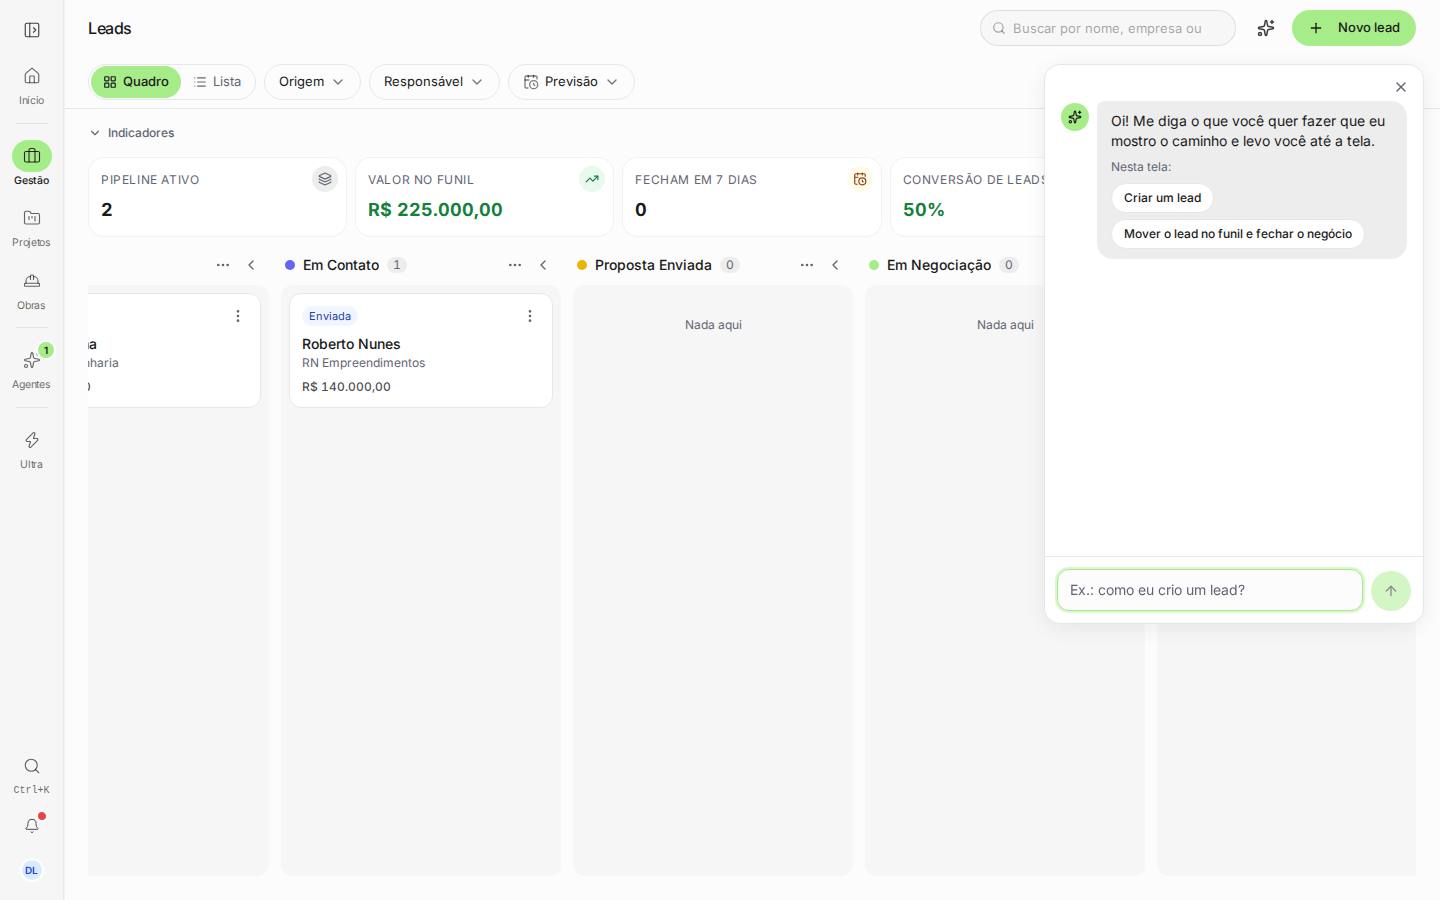 Leads
Buscar por nome, empresa ou
Novo lead
Início
Gestão
Projetos
Obras
1
Agentes
Ultra
Ctrl+K
DL
Quadro
Lista
Origem
Responsável
Previsão
Indicadores
PIPELINE ATIVO
2
VALOR NO FUNIL
R$ 225.000,00
FECHAM EM 7 DIAS
0
CONVERSÃO DE LEADS
50%
Em Contato 1
Proposta Enviada 0
Em Negociação 0
Enviada
Roberto Nunes
RN Empreendimentos
R$ 140.000,00
Nada aqui
Nada aqui
Oi! Me diga o que você quer fazer que eu
mostro o caminho e levo você até a tela.
Nesta tela:
Criar um lead
Mover o lead no funil e fechar o negócio
Ex.: como eu crio um lead?